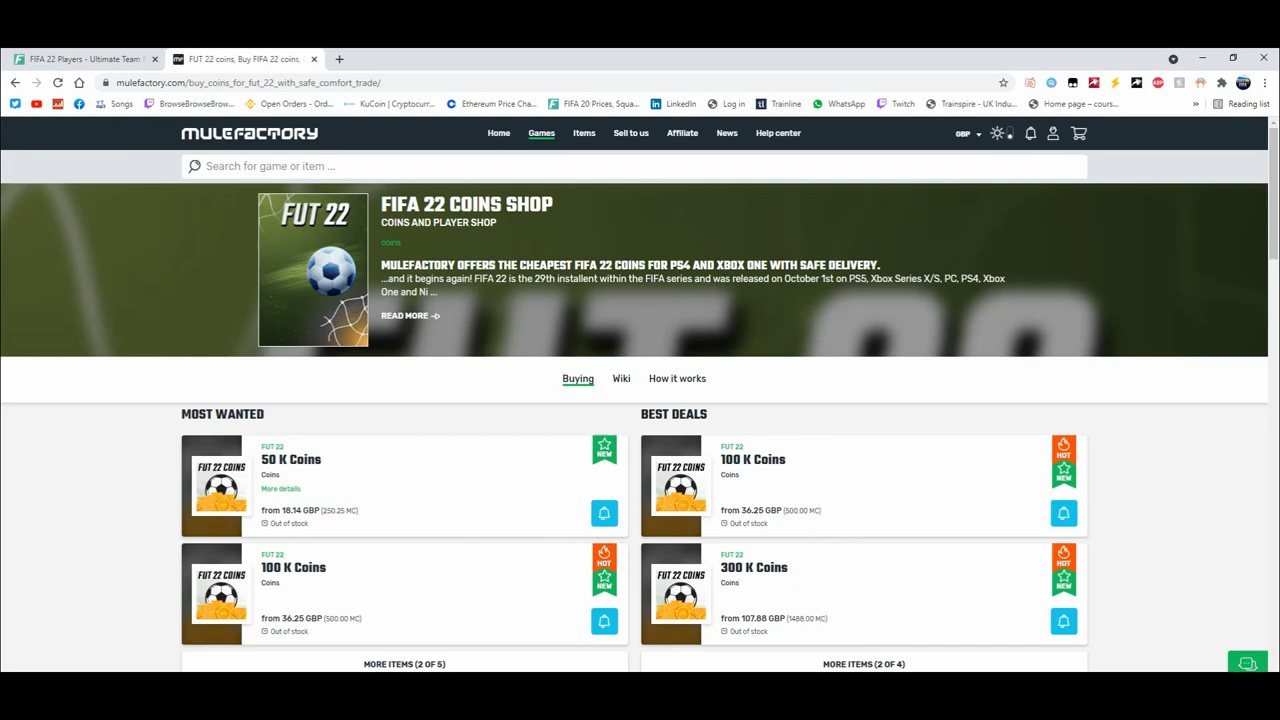 FIFA 22 Players - Ultimate Team
FUT 22 coins, Buy FIFA 22 coins,
mulefactory.com/buy_coins_for_fut_22_with_safe_comfort_trade/
Songs
BrowseBrowseBrow...
Open Orders - Ord...
KuCoin | Cryptocurr...
Ethereum Price Cha...
FIFA 20 Prices, Squa...
LinkedIn
Log in
Trainline
WhatsApp
Twitch
Trainspire - UK Indu...
Home page – cours...
»
Reading list
MULEFACTORY
Home
Games
Items
Sell to us
Affiliate
News
Help center
GBP
Search for game or item ...
FUT 22
FIFA 22 COINS SHOP
COINS AND PLAYER SHOP
coins
MULEFACTORY OFFERS THE CHEAPEST FIFA 22 COINS FOR PS4 AND XBOX ONE WITH SAFE DELIVERY.
...and it begins again! FIFA 22 is the 29th installent within the FIFA series and was released on October 1st on PS5, Xbox Series X/S, PC, PS4, Xbox
One and Ni ...
READ MORE
FUT 22
Buying
Wiki
How it works
MOST WANTED
FUT 22 COINS
FUT 22
50 K Coins
Coins
More details
from 18.14 GBP (250.25 MC)
Out of stock
NEW
FUT 22 COINS
FUT 22
100 K Coins
Coins
from 36.25 GBP (500.00 MC)
Out of stock
HOT
NEW
MORE ITEMS (2 OF 5)
BEST DEALS
FUT 22 COINS
FUT 22
100 K Coins
Coins
from 36.25 GBP (500.00 MC)
Out of stock
HOT
NEW
FUT 22 COINS
FUT 22
300 K Coins
Coins
from 107.88 GBP (1488.00 MC)
Out of stock
HOT
NEW
MORE ITEMS (2 OF 4)